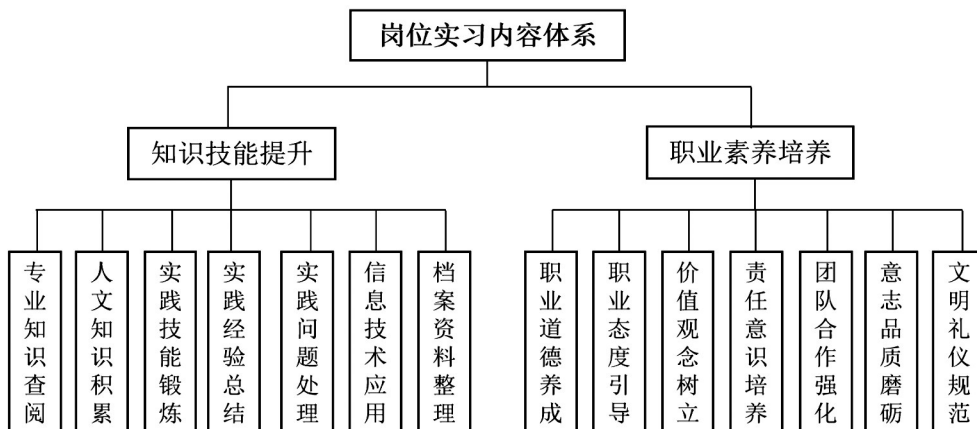 岗位实习内容体系
知识技能提升
职业素养培养
专业知识查阅
人文知识积累
实践技能锻炼
实践经验总结
实践问题处理
信息技术应用
档案资料整理
职业道德养成
职业态度引导
价值观念树立
责任意识培养
团队合作强化
意志品质磨砺
文明礼仪规范